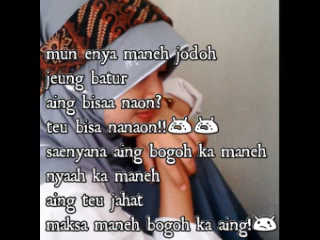 mun enya maneh jodoh
jeung batur
aing bisaa naon?
teu bisa nanaon!!
saenyana aing bogoh ka maneh
nyaah ka maneh
aing teu jahat
maksa maneh bogoh ka aing!